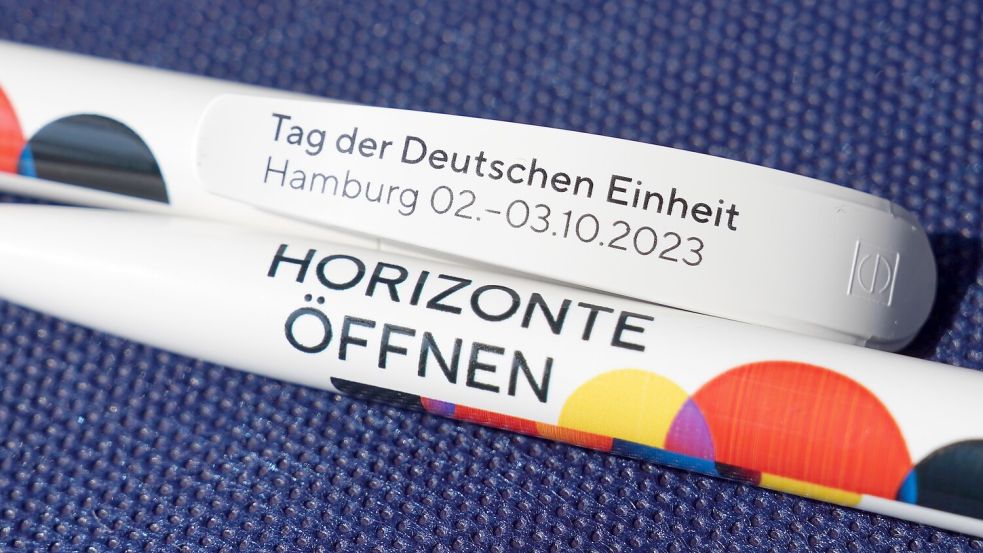 Tag der Deutschen Einheit
Hamburg 02.–03.10.2023
HORIZONTE
ÖFFNEN